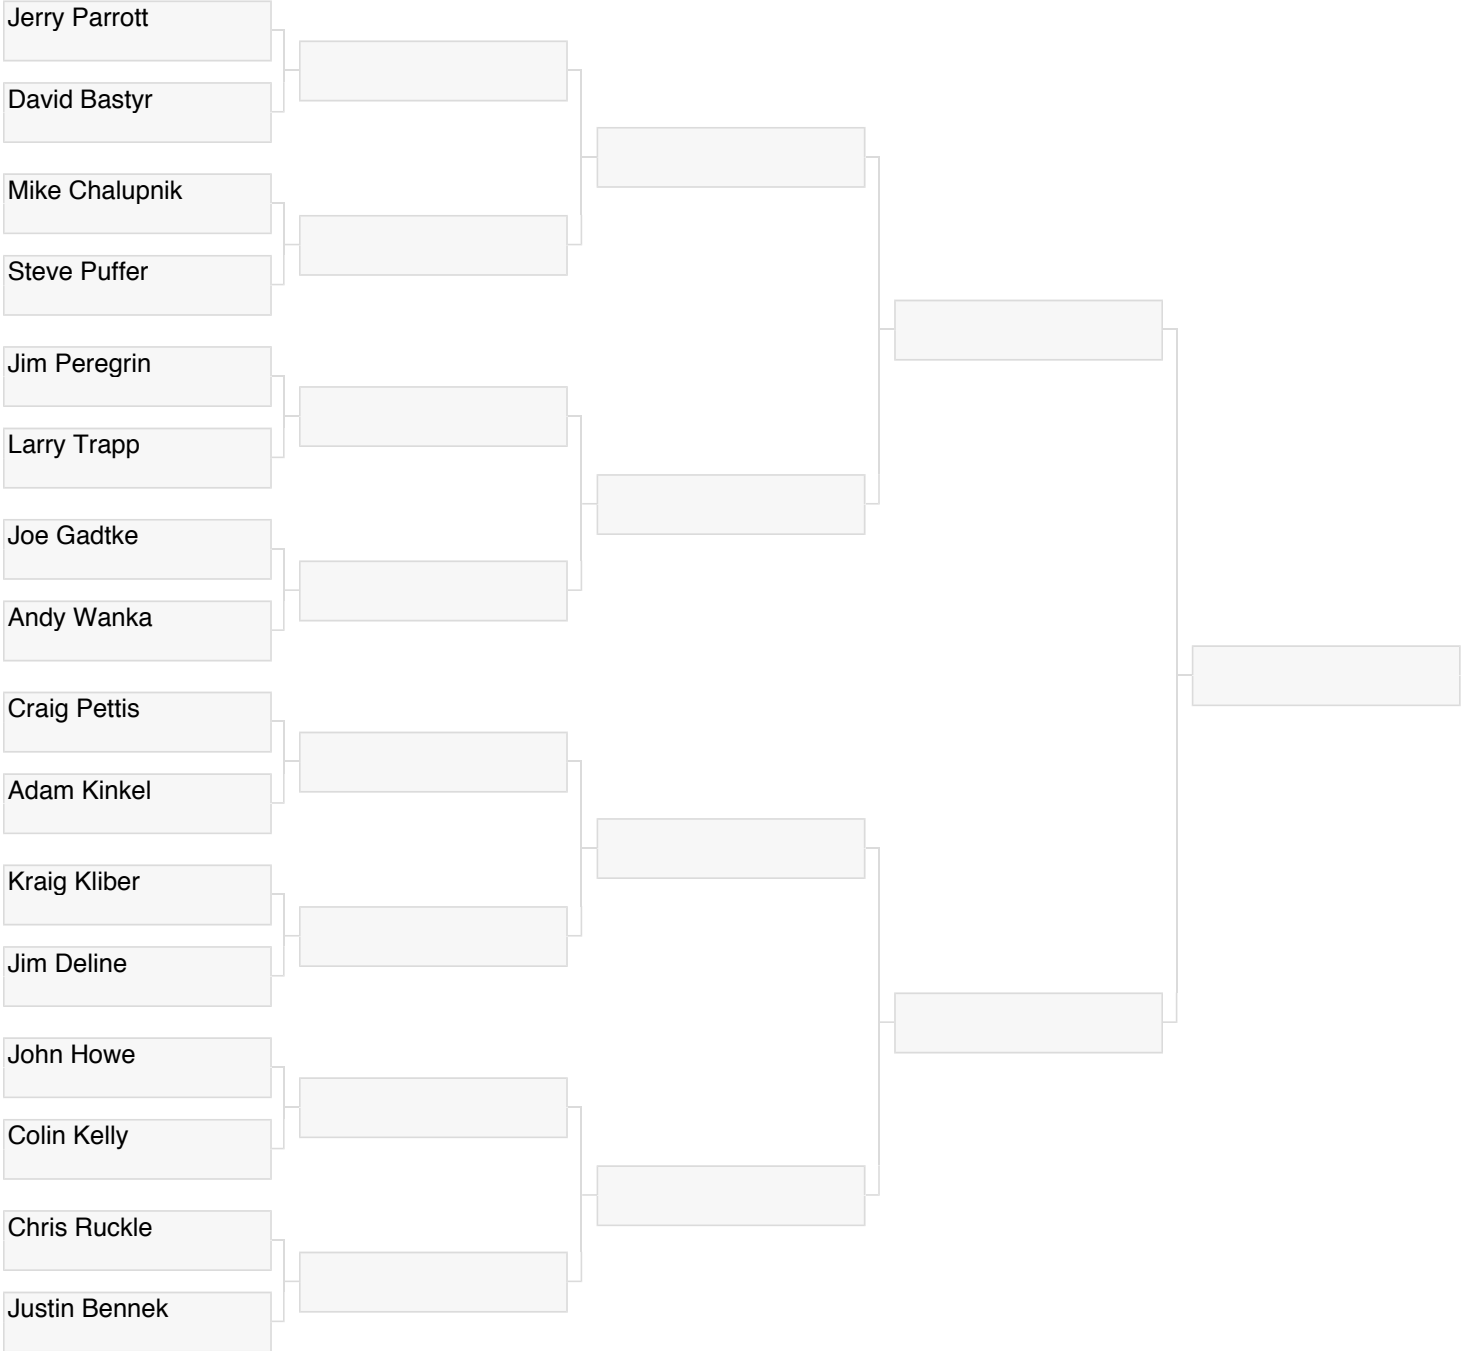 Jerry Parrott
David Bastyr
Mike Chalupnik
Steve Puffer
Jim Peregrin
Larry Trapp
Joe Gadtke
Andy Wanka
Craig Pettis
Adam Kinkel
Kraig Kliber
Jim Deline
John Howe
Colin Kelly
Chris Ruckle
Justin Bennek